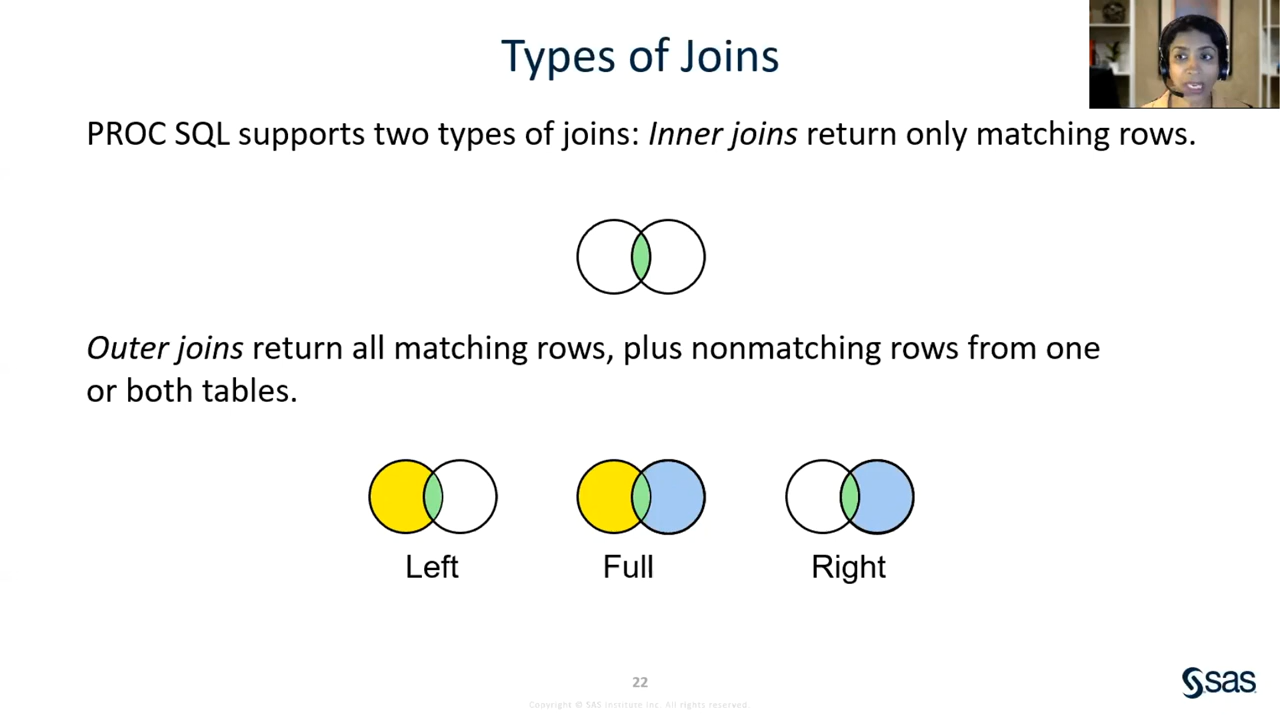 Types of Joins
PROC SQL supports two types of joins: Inner joins return only matching rows.
Outer joins return all matching rows, plus nonmatching rows from one
or both tables.
Left
Full
Right
22
Copyright © SAS Institute Inc. All rights reserved.
sas